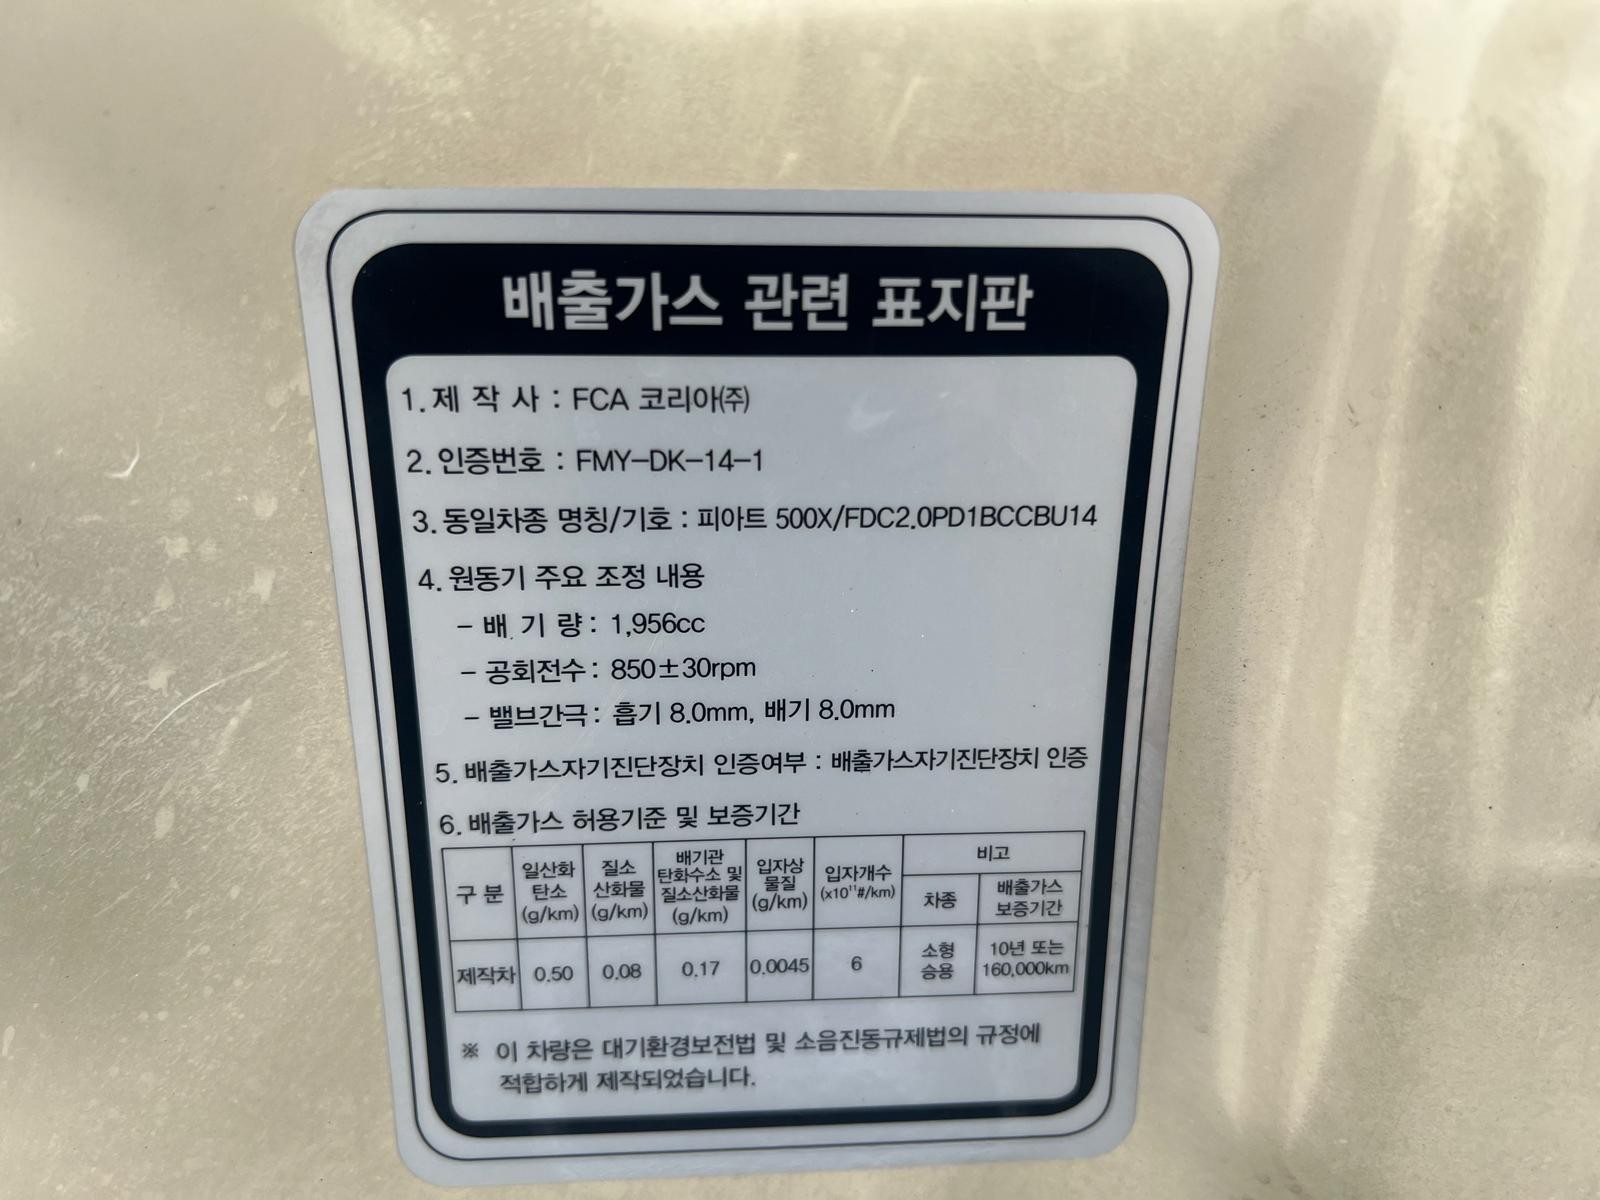 배출가스 관련 표지판
1. 제 작 사 : FCA 코리아(주)
2. 인증번호 : FMY-DK-14-1
3. 동일차종 명칭/기호 : 피아트 500X/FDC2.0PD1BCCBU14
4. 원동기 주요 조정 내용
- 배 기 량 : 1,956cc
- 공회전수 : 850±30rpm
- 밸브간극 : 흡기 8.0mm, 배기 8.0mm
5. 배출가스자기진단장치 인증여부 : 배출가스자기진단장치 인증
6. 배출가스 허용기준 및 보증기간
구 분
일산화
탄소
(g/km)
질소
산화물
(g/km)
배기관
탄화수소 및
질소산화물
(g/km)
입자상
물질
(g/km)
입자개수
(x10¹¹#/km)
비고
차종
배출가스
보증기간
제작차
0.50
0.08
0.17
0.0045
6
소형
승용
10년 또는
160,000km
※ 이 차량은 대기환경보전법 및 소음진동규제법의 규정에
적합하게 제작되었습니다.